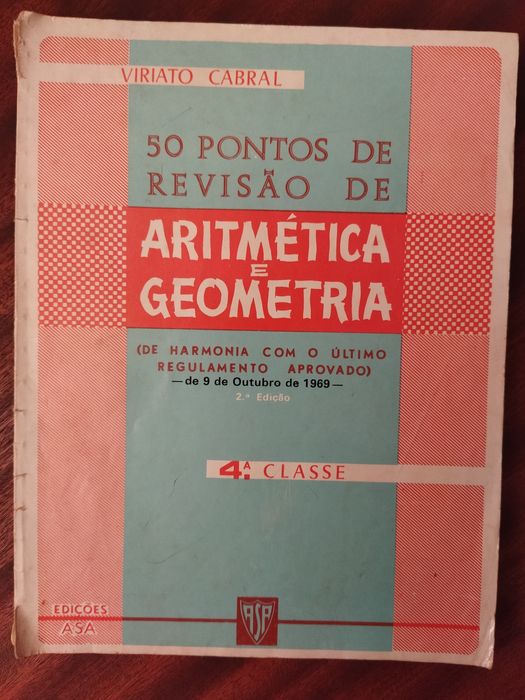 VIRIATO CABRAL
50 PONTOS DE
REVISÃO DE
ARITMÉTICA
E
GEOMETRIA
(DE HARMONIA COM O ÚLTIMO
REGULAMENTO APROVADO)
—de 9 de Outubro de 1969—
2.ª Edição
4.ª CLASSE
EDIÇÕES
ASA
ASA